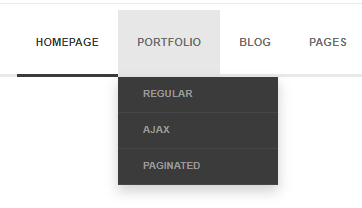 HOMEPAGE PORTFOLIO BLOG PAGES
REGULAR
AJAX
PAGINATED